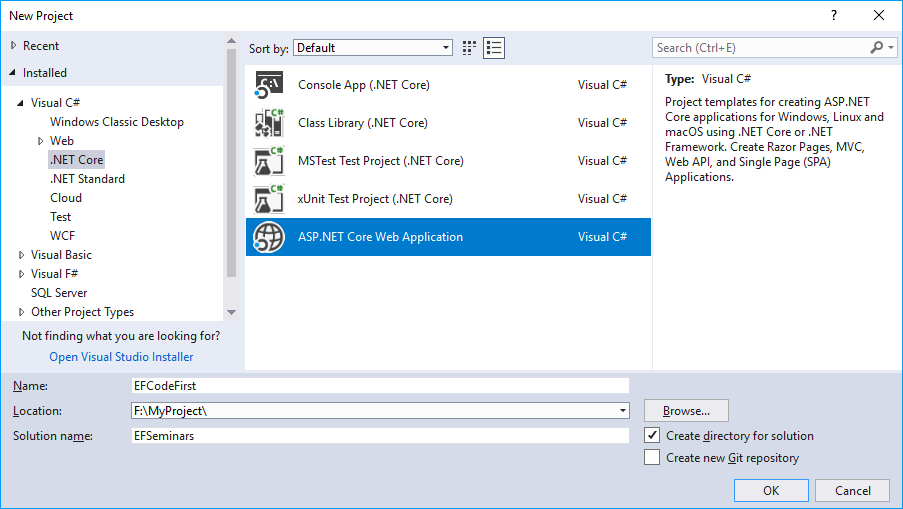 New Project
?
Recent
Installed
Visual C#
Windows Classic Desktop
Web
.NET Core
.NET Standard
Cloud
Test
WCF
Visual Basic
Visual F#
SQL Server
Other Project Types
Not finding what you are looking for?
Open Visual Studio Installer
Sort by: Default
Search (Ctrl+E)
Console App (.NET Core) Visual C#
Class Library (.NET Core) Visual C#
MSTest Test Project (.NET Core) Visual C#
xUnit Test Project (.NET Core) Visual C#
ASP.NET Core Web Application Visual C#
Type: Visual C#
Project templates for creating ASP.NET
Core applications for Windows, Linux and
macOS using .NET Core or .NET
Framework. Create Razor Pages, MVC,
Web API, and Single Page (SPA)
Applications.
Name: EFCodeFirst
Location: F:\MyProject\
Browse...
Solution name: EFSeminars
Create directory for solution
Create new Git repository
OK
Cancel